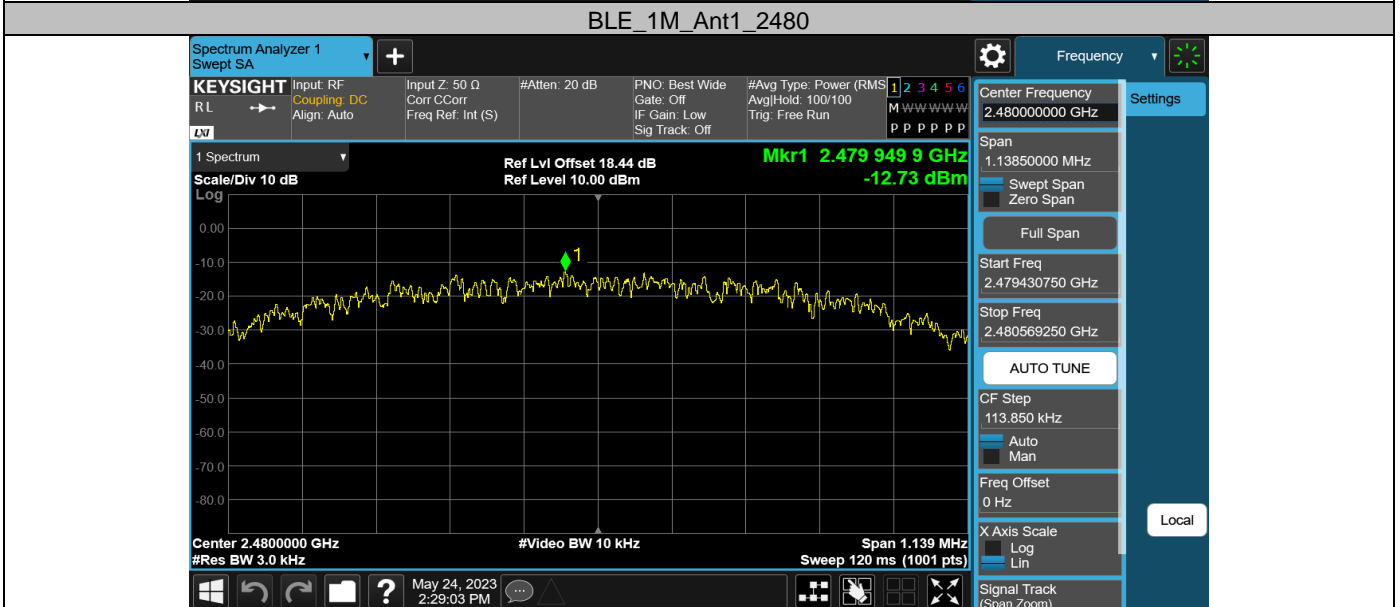 BLE_1M_Ant1_2480
Spectrum Analyzer 1
Swept SA
Frequency
KEYSIGHT
R L
LXI
Input: RF
Coupling: DC
Align: Auto
Input Z: 50 Ω
Corr CCorr
Freq Ref: Int (S)
#Atten: 20 dB
PNO: Best Wide
Gate: Off
IF Gain: Low
Sig Track: Off
#Avg Type: Power (RMS
Avg|Hold: 100/100
Trig: Free Run
1 2 3 4 5 6
M W W W W W
P P P P P P
1 Spectrum
Scale/Div 10 dB
Ref Lvl Offset 18.44 dB
Ref Level 10.00 dBm
Mkr1 2.479 949 9 GHz
-12.73 dBm
Log
0.00
-10.0
-20.0
-30.0
-40.0
-50.0
-60.0
-70.0
-80.0
1
Center 2.4800000 GHz
#Res BW 3.0 kHz
#Video BW 10 kHz
Span 1.139 MHz
Sweep 120 ms (1001 pts)
May 24, 2023
2:29:03 PM
Center Frequency
2.480000000 GHz
Span
1.13850000 MHz
Swept Span
Zero Span
Full Span
Start Freq
2.479430750 GHz
Stop Freq
2.480569250 GHz
AUTO TUNE
CF Step
113.850 kHz
Auto
Man
Freq Offset
0 Hz
X Axis Scale
Log
Lin
Signal Track
(Span Zoom)
Settings
Local